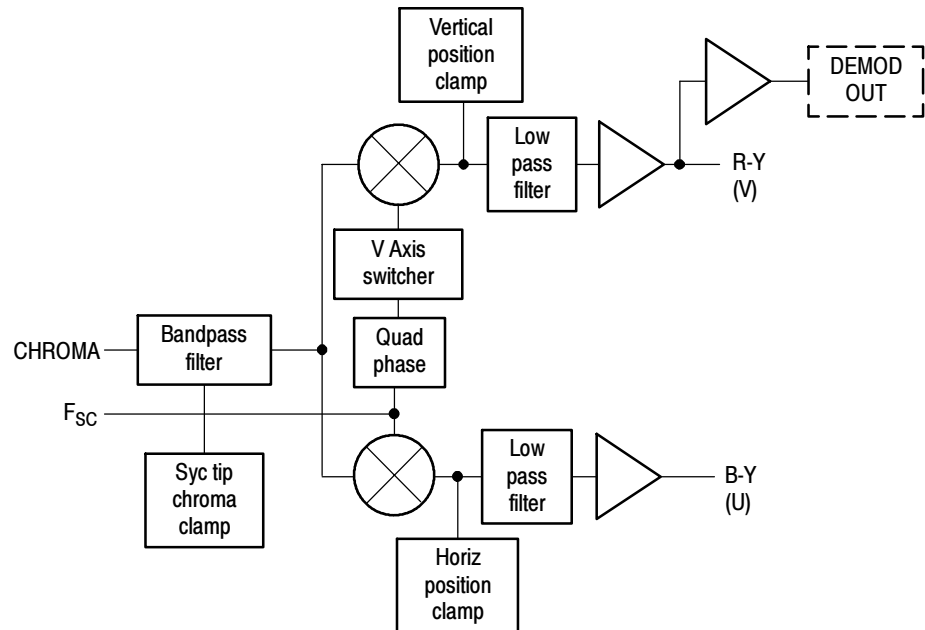 Vertical
position
clamp
DEMOD
OUT
Low
pass
filter
R-Y
(V)
V Axis
switcher
CHROMA
Bandpass
filter
Quad
phase
FSC
Syc tip
chroma
clamp
Low
pass
filter
B-Y
(U)
Horiz
position
clamp